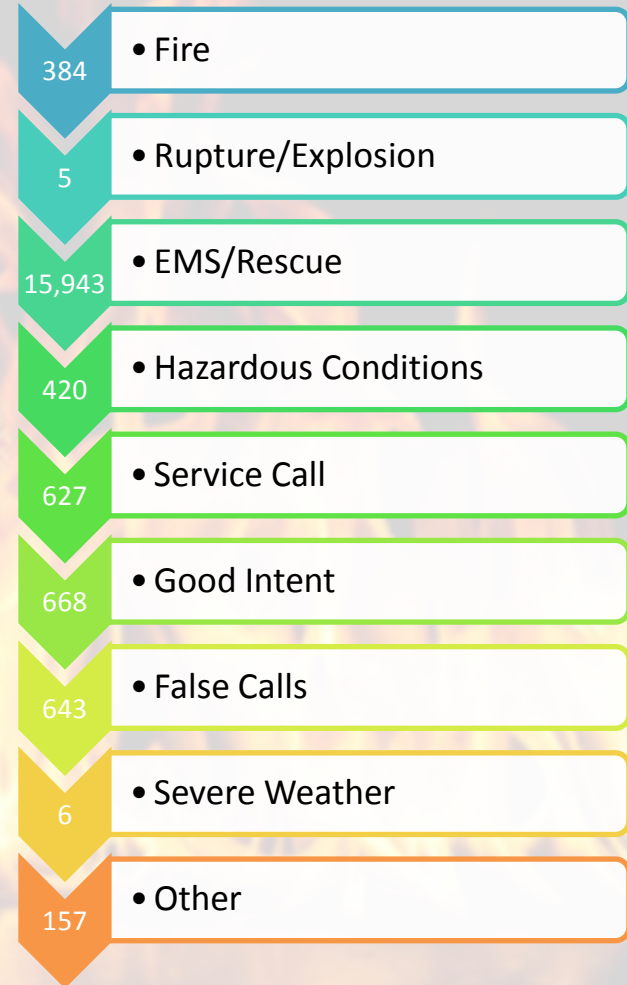 384
• Fire
5
• Rupture/Explosion
15,943
• EMS/Rescue
420
• Hazardous Conditions
627
• Service Call
668
• Good Intent
643
• False Calls
6
• Severe Weather
157
• Other